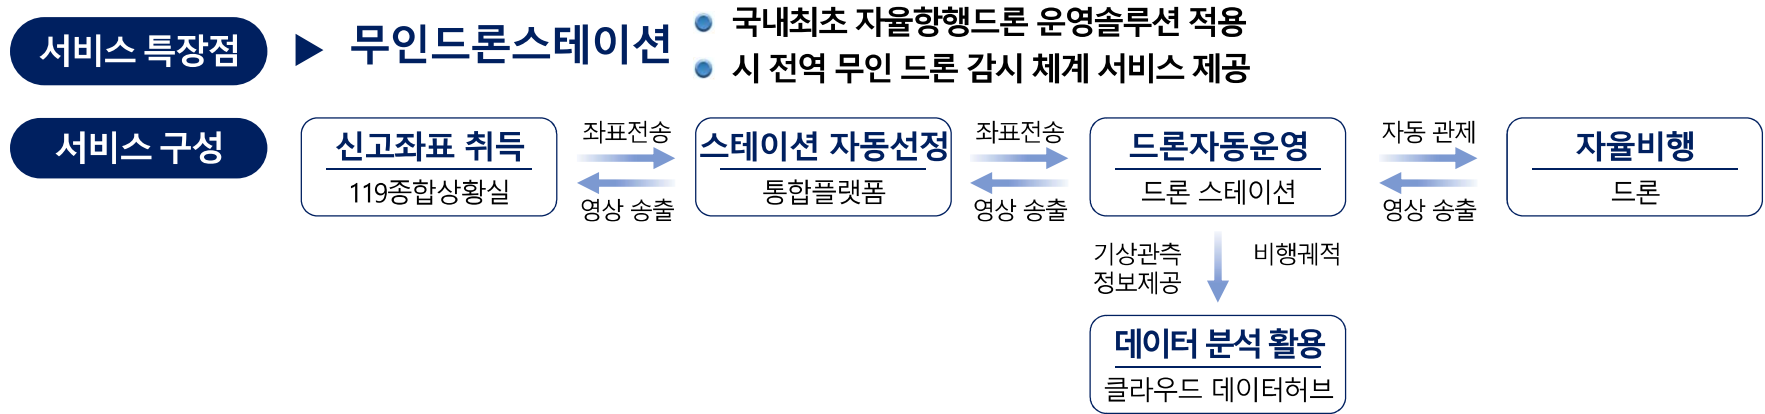 서비스 특장점
무인드론스테이션
국내최초 자율항행드론 운영솔루션 적용
시 전역 무인 드론 감시 체계 서비스 제공
서비스 구성
신고좌표 취득
119종합상황실
좌표전송
영상 송출
스테이션 자동선정
통합플랫폼
좌표전송
영상 송출
드론자동운영
드론 스테이션
자동 관제
영상 송출
자율비행
드론
기상관측
정보제공
비행궤적
데이터 분석 활용
클라우드 데이터허브